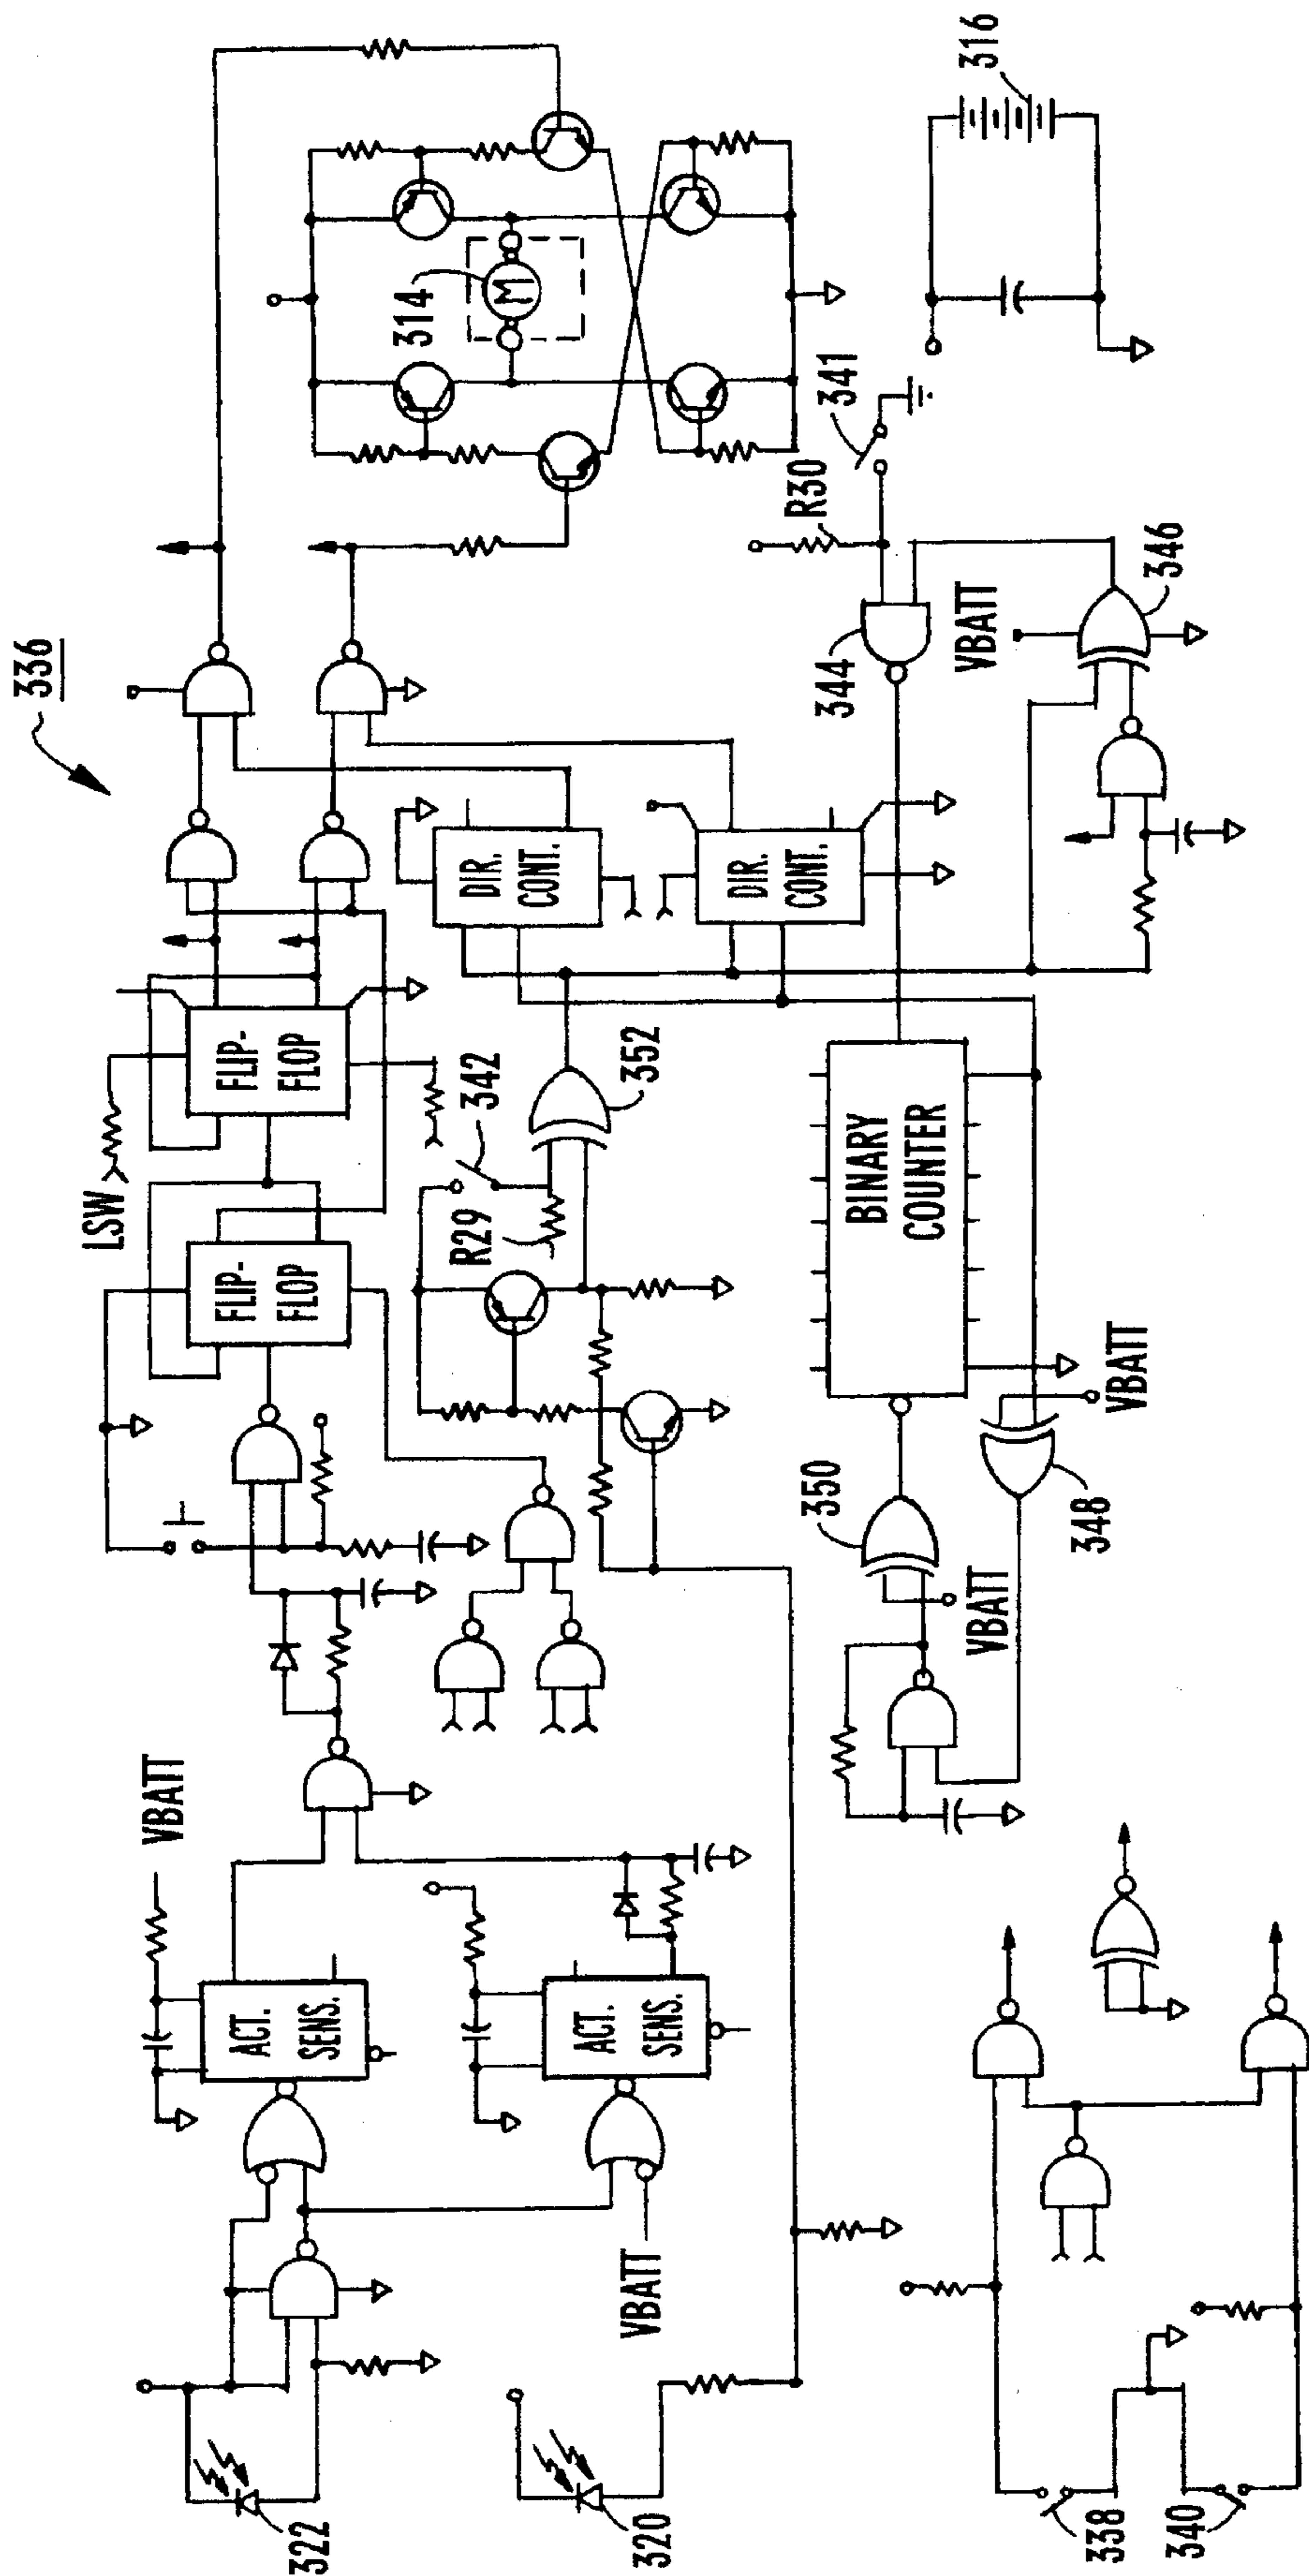 336
LSW
VBATT
FLIP-
FLOP
FLIP-
FLOP
ACT.
SENS.
ACT.
SENS.
322
320
VBATT
DIR.
CONT.
DIR.
CONT.
314
M
342
R29
352
341
R30
344
VBATT
346
316
BINARY
COUNTER
350
VBATT
348
VBATT
338
340